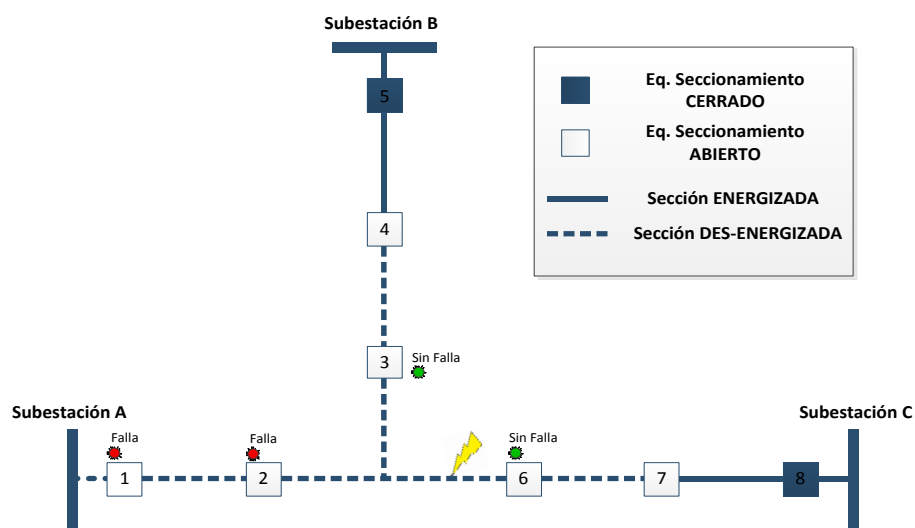 Subestación B
5
Eq. Seccionamiento
CERRADO
Eq. Seccionamiento
ABIERTO
Sección ENERGIZADA
Sección DES-ENERGIZADA
4
3
Sin Falla
Subestación A
Subestación C
Falla
Falla
Sin Falla
1
2
6
7
8